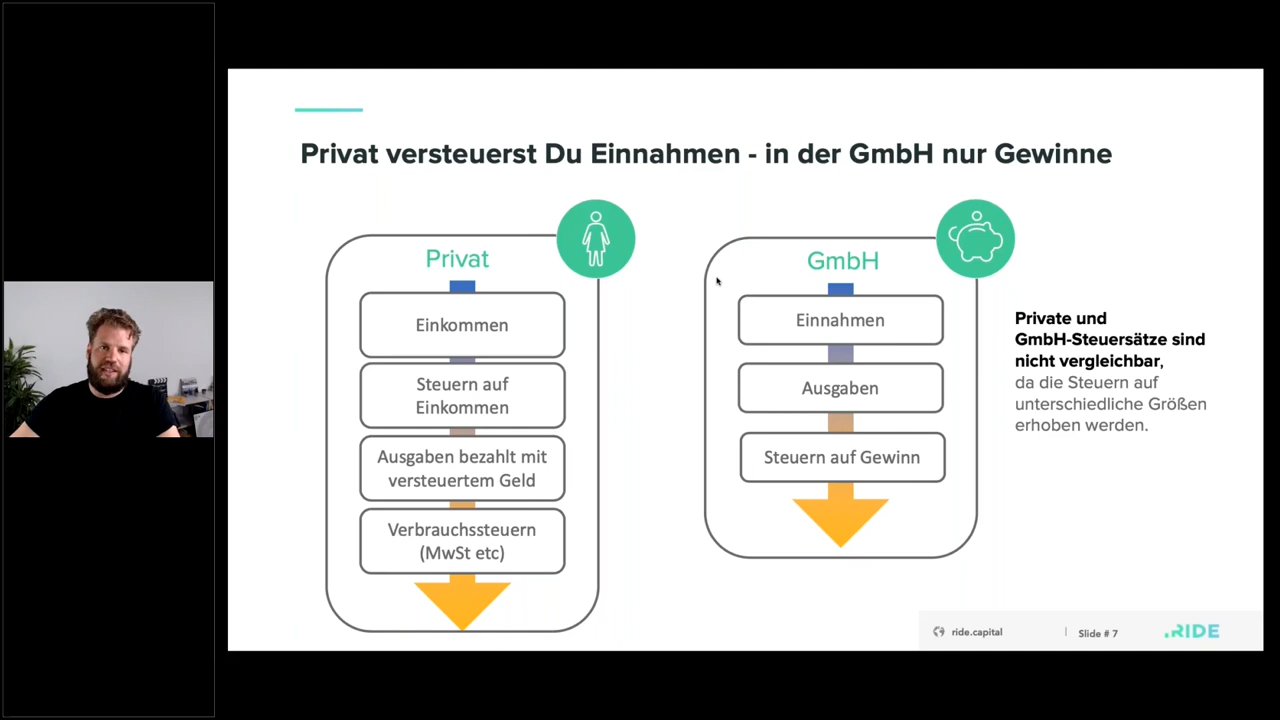 Privat versteuerst Du Einnahmen - in der GmbH nur Gewinne
Privat
Einkommen
Steuern auf
Einkommen
Ausgaben bezahlt mit
versteuertem Geld
Verbrauchssteuern
(MwSt etc)
GmbH
Einnahmen
Ausgaben
Steuern auf Gewinn
Private und
GmbH-Steuersätze sind
nicht vergleichbar,
da die Steuern auf
unterschiedliche Größen
erhoben werden.
ride.capital | Slide # 7 .RIDE